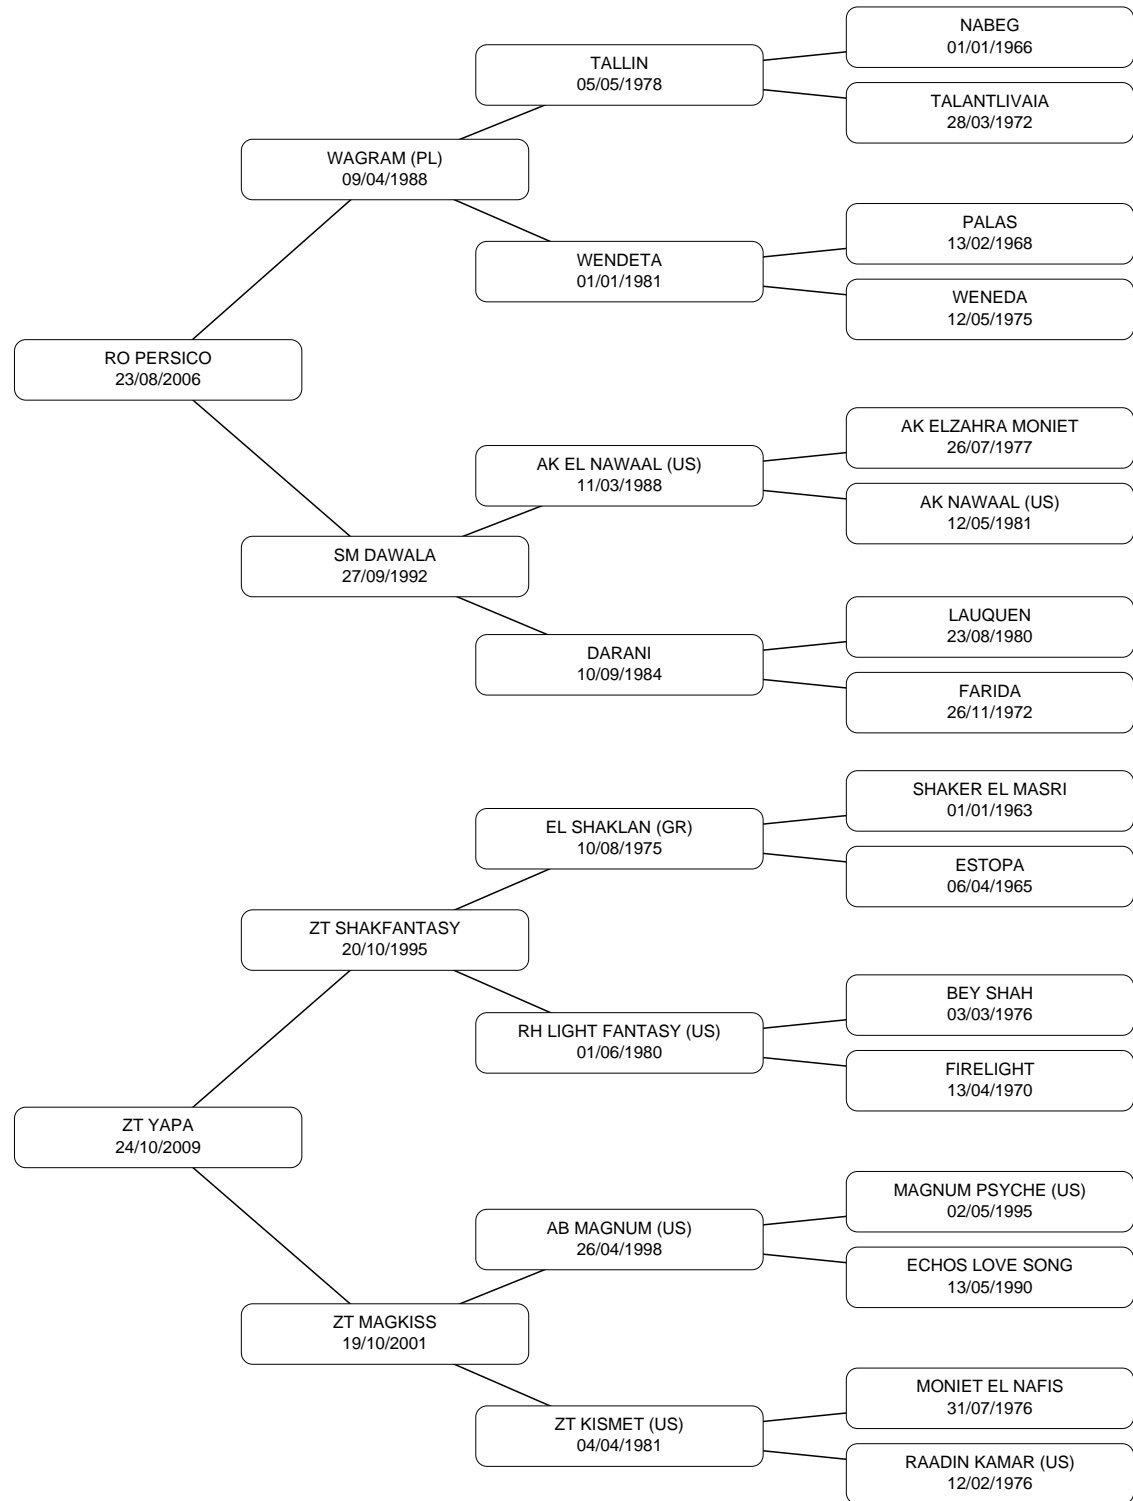 NABEG
01/01/1966
TALLIN
05/05/1978
TALANTLIVAIA
28/03/1972
WAGRAM (PL)
09/04/1988
PALAS
13/02/1968
WENDETA
01/01/1981
WENEDA
12/05/1975
RO PERSICO
23/08/2006
AK ELZAHRA MONIET
26/07/1977
AK EL NAWAAL (US)
11/03/1988
AK NAWAAL (US)
12/05/1981
SM DAWALA
27/09/1992
LAUQUEN
23/08/1980
DARANI
10/09/1984
FARIDA
26/11/1972
SHAKER EL MASRI
01/01/1963
EL SHAKLAN (GR)
10/08/1975
ESTOPA
06/04/1965
ZT SHAKFANTASY
20/10/1995
BEY SHAH
03/03/1976
RH LIGHT FANTASY (US)
01/06/1980
FIRELIGHT
13/04/1970
ZT YAPA
24/10/2009
MAGNUM PSYCHE (US)
02/05/1995
AB MAGNUM (US)
26/04/1998
ECHOS LOVE SONG
13/05/1990
ZT MAGKISS
19/10/2001
MONIET EL NAFIS
31/07/1976
ZT KISMET (US)
04/04/1981
RAADIN KAMAR (US)
12/02/1976